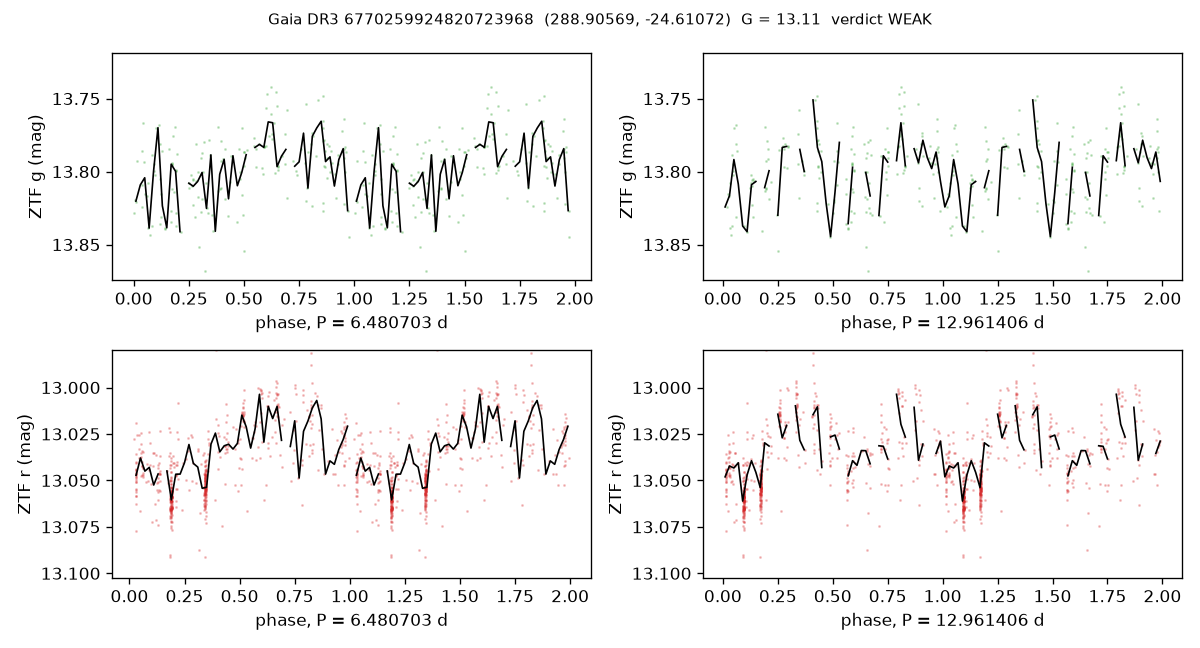 Gaia DR3 6770259924820723968 (288.90569, -24.61072) G = 13.11 verdict WEAK
ZTF g (mag)
13.75
13.80
13.85
0.00 0.25 0.50 0.75 1.00 1.25 1.50 1.75 2.00
phase, P = 6.480703 d
ZTF g (mag)
13.75
13.80
13.85
0.00 0.25 0.50 0.75 1.00 1.25 1.50 1.75 2.00
phase, P = 12.961406 d
ZTF r (mag)
13.000
13.025
13.050
13.075
13.100
0.00 0.25 0.50 0.75 1.00 1.25 1.50 1.75 2.00
phase, P = 6.480703 d
ZTF r (mag)
13.000
13.025
13.050
13.075
13.100
0.00 0.25 0.50 0.75 1.00 1.25 1.50 1.75 2.00
phase, P = 12.961406 d